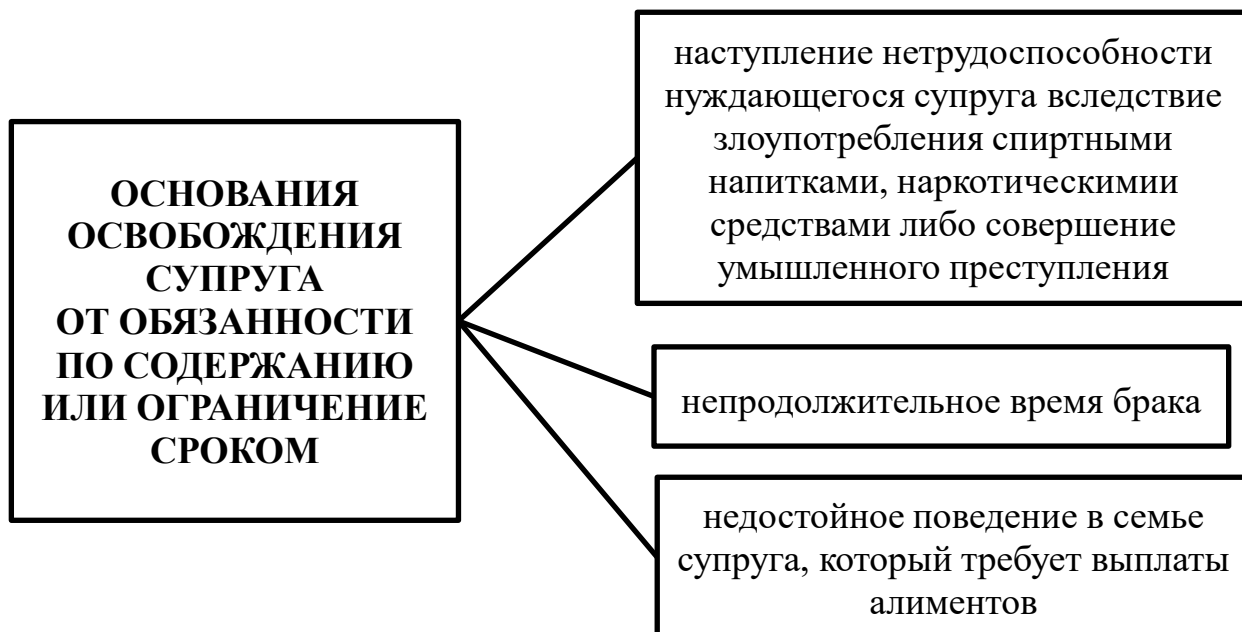 ОСНОВАНИЯ
ОСВОБОЖДЕНИЯ
СУПРУГА
ОТ ОБЯЗАННОСТИ
ПО СОДЕРЖАНИЮ
ИЛИ ОГРАНИЧЕНИЕ
СРОКОМ
наступление нетрудоспособности
нуждающегося супруга вследствие
злоупотребления спиртными
напитками, наркотическимии
средствами либо совершение
умышленного преступления
непродолжительное время брака
недостойное поведение в семье
супруга, который требует выплаты
алиментов